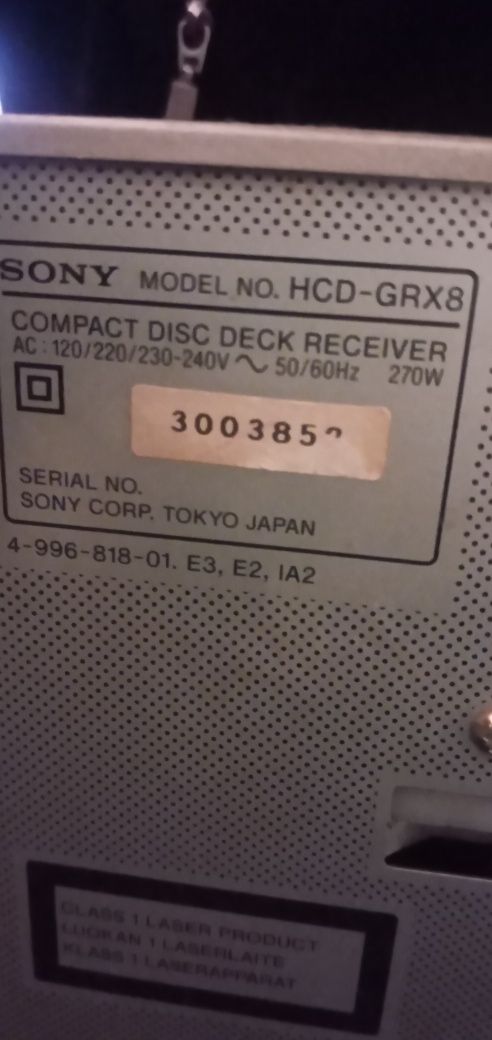 SONY MODEL NO. HCD-GRX8
COMPACT DISC DECK RECEIVER
AC : 120/220/230-240V ~ 50/60Hz 270W
SERIAL NO.
SONY CORP. TOKYO JAPAN
4-996-818-01. E3, E2, IA2
CLASS 1 LASER PRODUCT
LUOKAN 1 LASERLAITE
KLASS 1 LASERAPPARAT